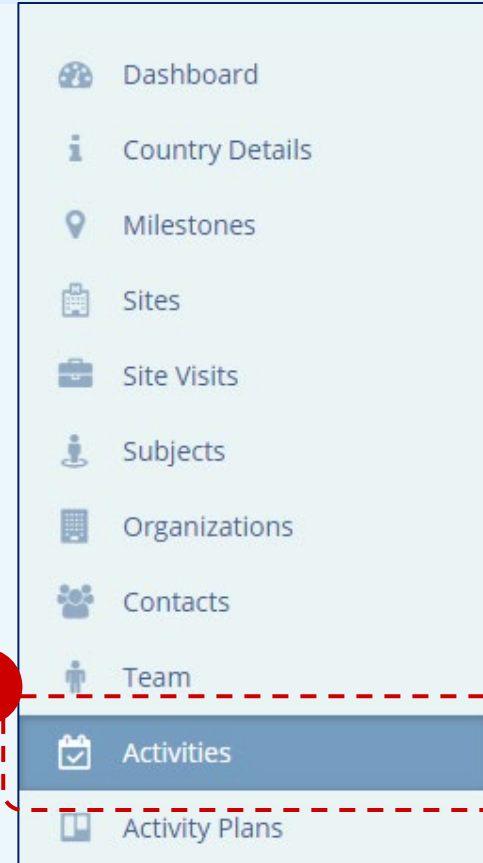 Dashboard
Country Details
Milestones
Sites
Site Visits
Subjects
Organizations
Contacts
Team
Activities
Activity Plans